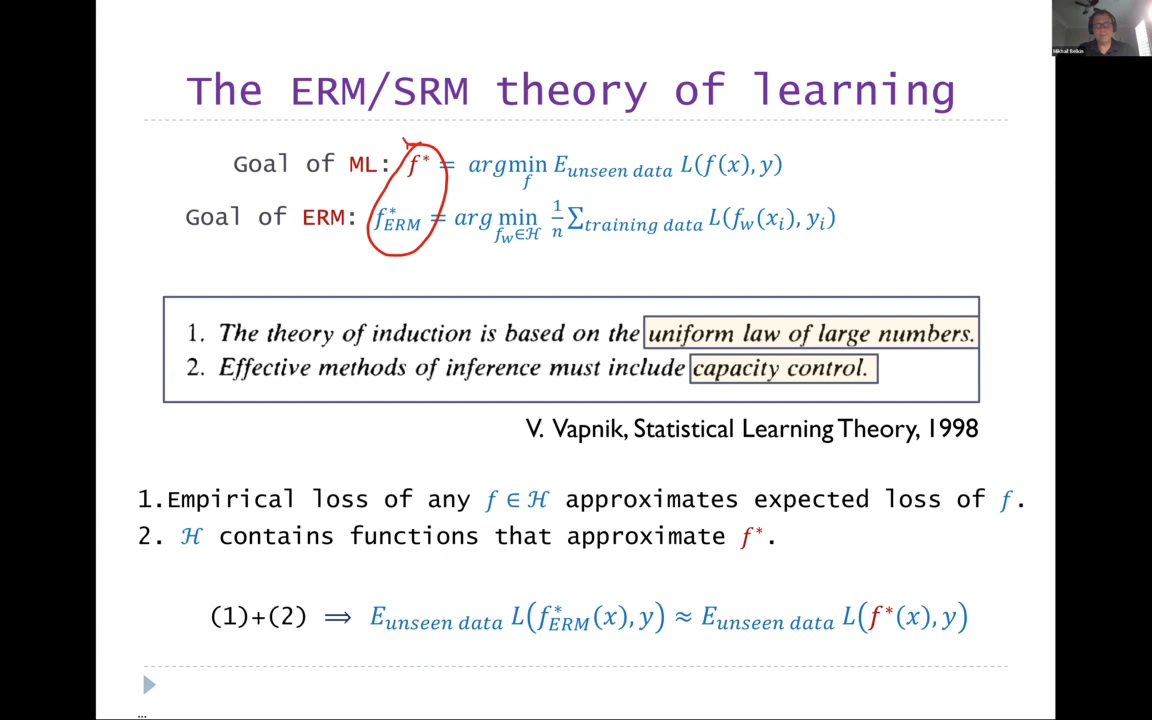 Mikhail Belkin
The ERM/SRM theory of learning
Goal of ML: f* = argmin_f E_unseen data L(f(x), y)
Goal of ERM: f*_ERM = arg min_{f_w∈ℋ} 1/n Σ_training data L(f_w(x_i), y_i)
1. The theory of induction is based on the uniform law of large numbers.
2. Effective methods of inference must include capacity control.
V. Vapnik, Statistical Learning Theory, 1998
1.Empirical loss of any f ∈ ℋ approximates expected loss of f.
2. ℋ contains functions that approximate f*.
(1)+(2) ⟹ E_unseen data L(f*_ERM(x), y) ≈ E_unseen data L(f*(x), y)
...